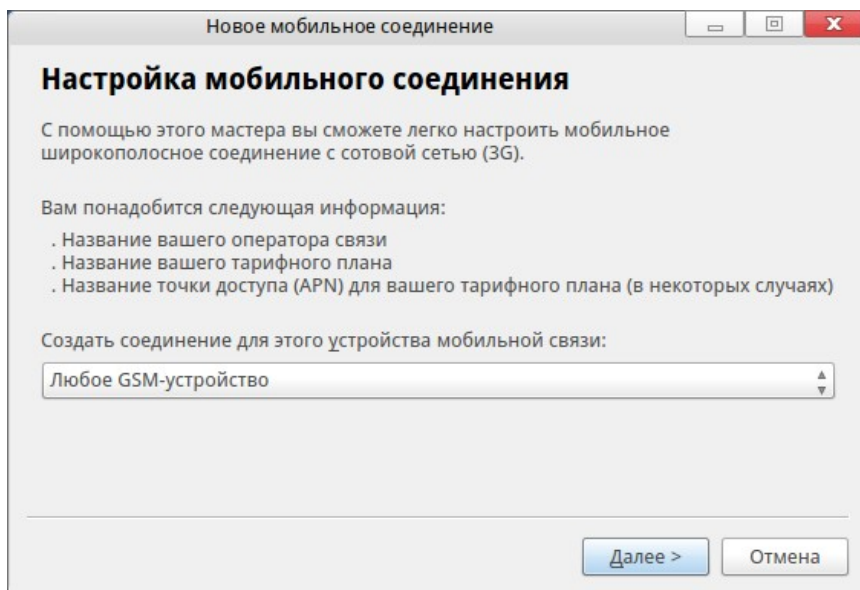 Новое мобильное соединение
Настройка мобильного соединения
С помощью этого мастера вы сможете легко настроить мобильное
широкополосное соединение с сотовой сетью (3G).
Вам понадобится следующая информация:
. Название вашего оператора связи
. Название вашего тарифного плана
. Название точки доступа (APN) для вашего тарифного плана (в некоторых случаях)
Создать соединение для этого устройства мобильной связи:
Любое GSM-устройство
Далее >
Отмена